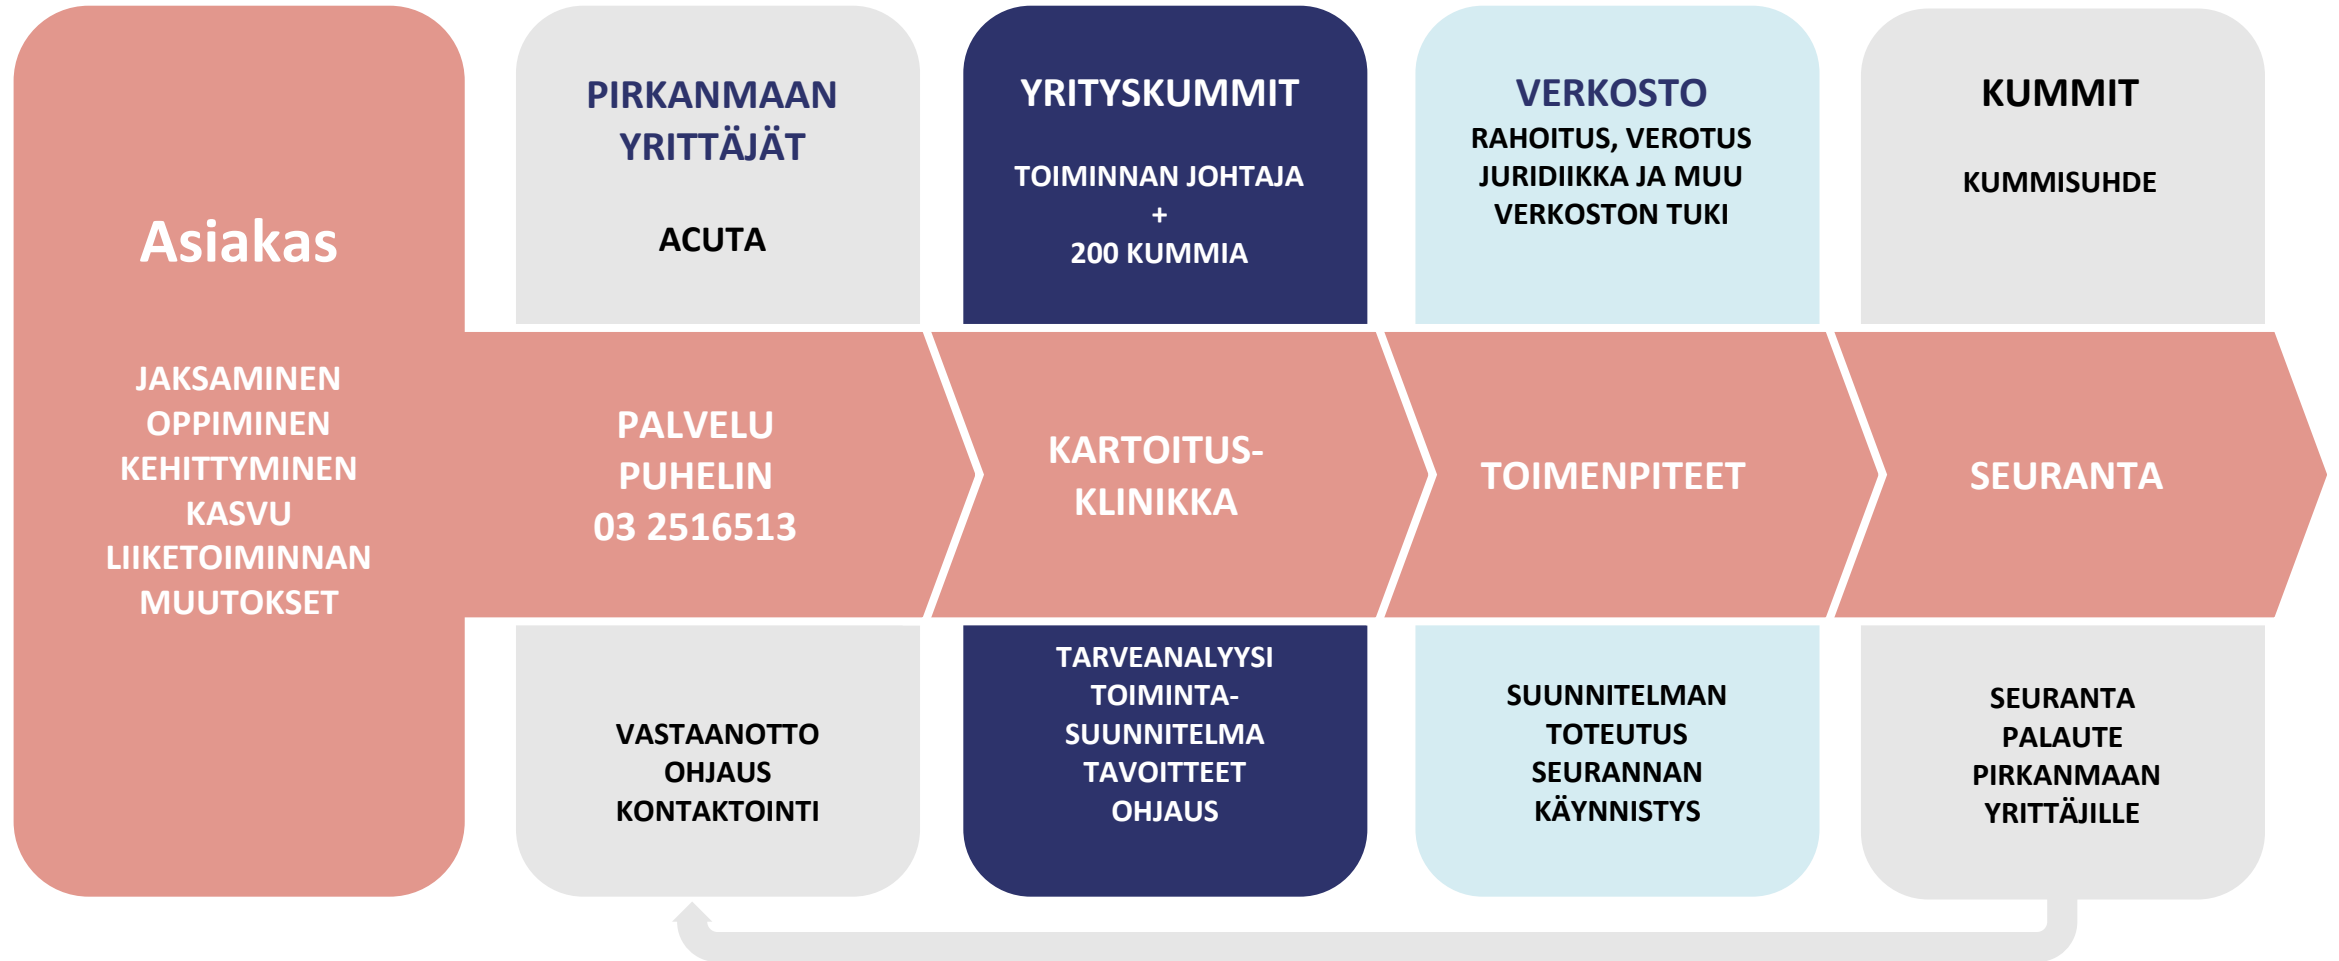 Asiakas
JAKSAMINEN
OPPIMINEN
KEHITTYMINEN
KASVU
LIIKETOIMINNAN
MUUTOKSET
PIRKANMAAN
YRITTÄJÄT
ACUTA
PALVELU
PUHELIN
03 2516513
VASTAANOTTO
OHJAUS
KONTAKTOINTI
YRITYSKUMMIT
TOIMINNAN JOHTAJA
+
200 KUMMIA
KARTOITUS-
KLINIKKA
TARVEANALYYSI
TOIMINTA-
SUUNNITELMA
TAVOITTEET
OHJAUS
VERKOSTO
RAHOITUS, VEROTUS
JURIDIIKKA JA MUU
VERKOSTON TUKI
TOIMENPITEET
SUUNNITELMAN
TOTEUTUS
SEURANNAN
KÄYNNISTYS
KUMMIT
KUMMISUHDE
SEURANTA
SEURANTA
PALAUTE
PIRKANMAAN
YRITTÄJILLE